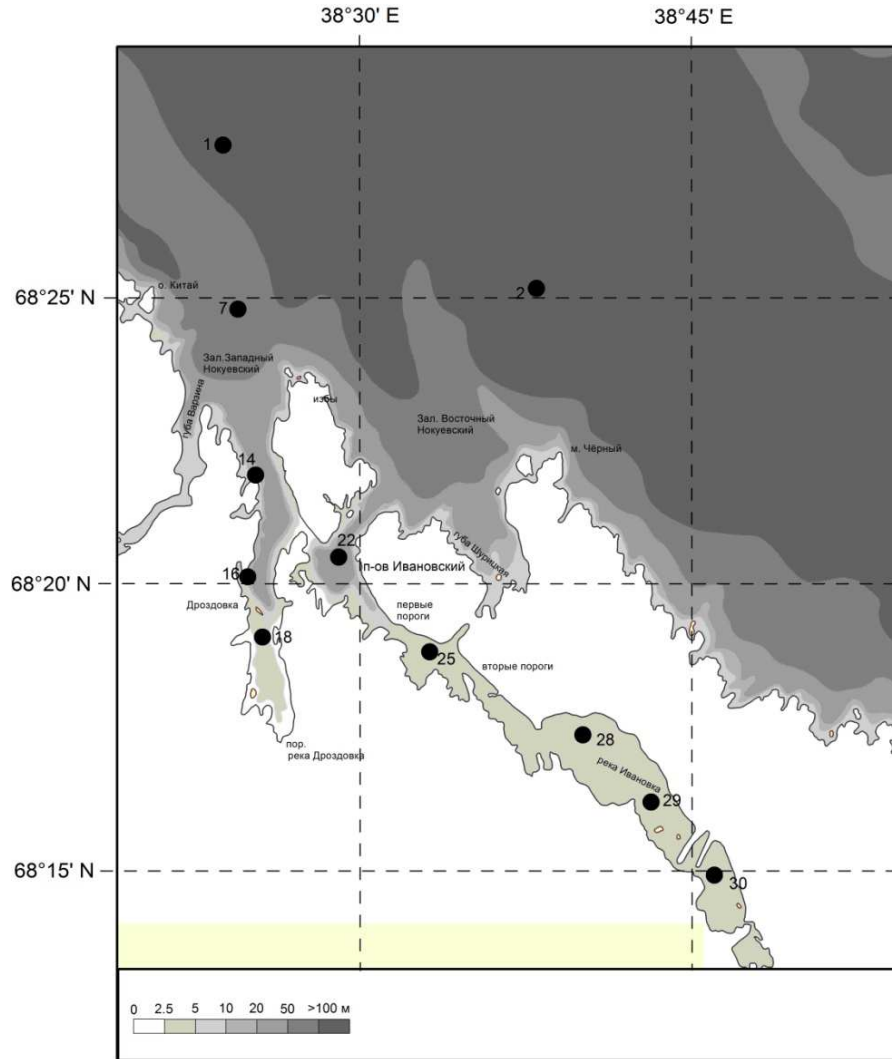 38°30' E
38°45' E
1
о. Китай
2
68°25' N
7
Зал.Западный
Нокуевский
губа Варзина
избы
Зал. Восточный
Нокуевский
м. Чёрный
14
22
губа Шурицкая
п-ов Ивановский
16
68°20' N
Дроздовка
первые
пороги
18
25
вторые пороги
28
пор.
река Дроздовка
река Ивановка
29
68°15' N
30
0 2.5 5 10 20 50 >100 м